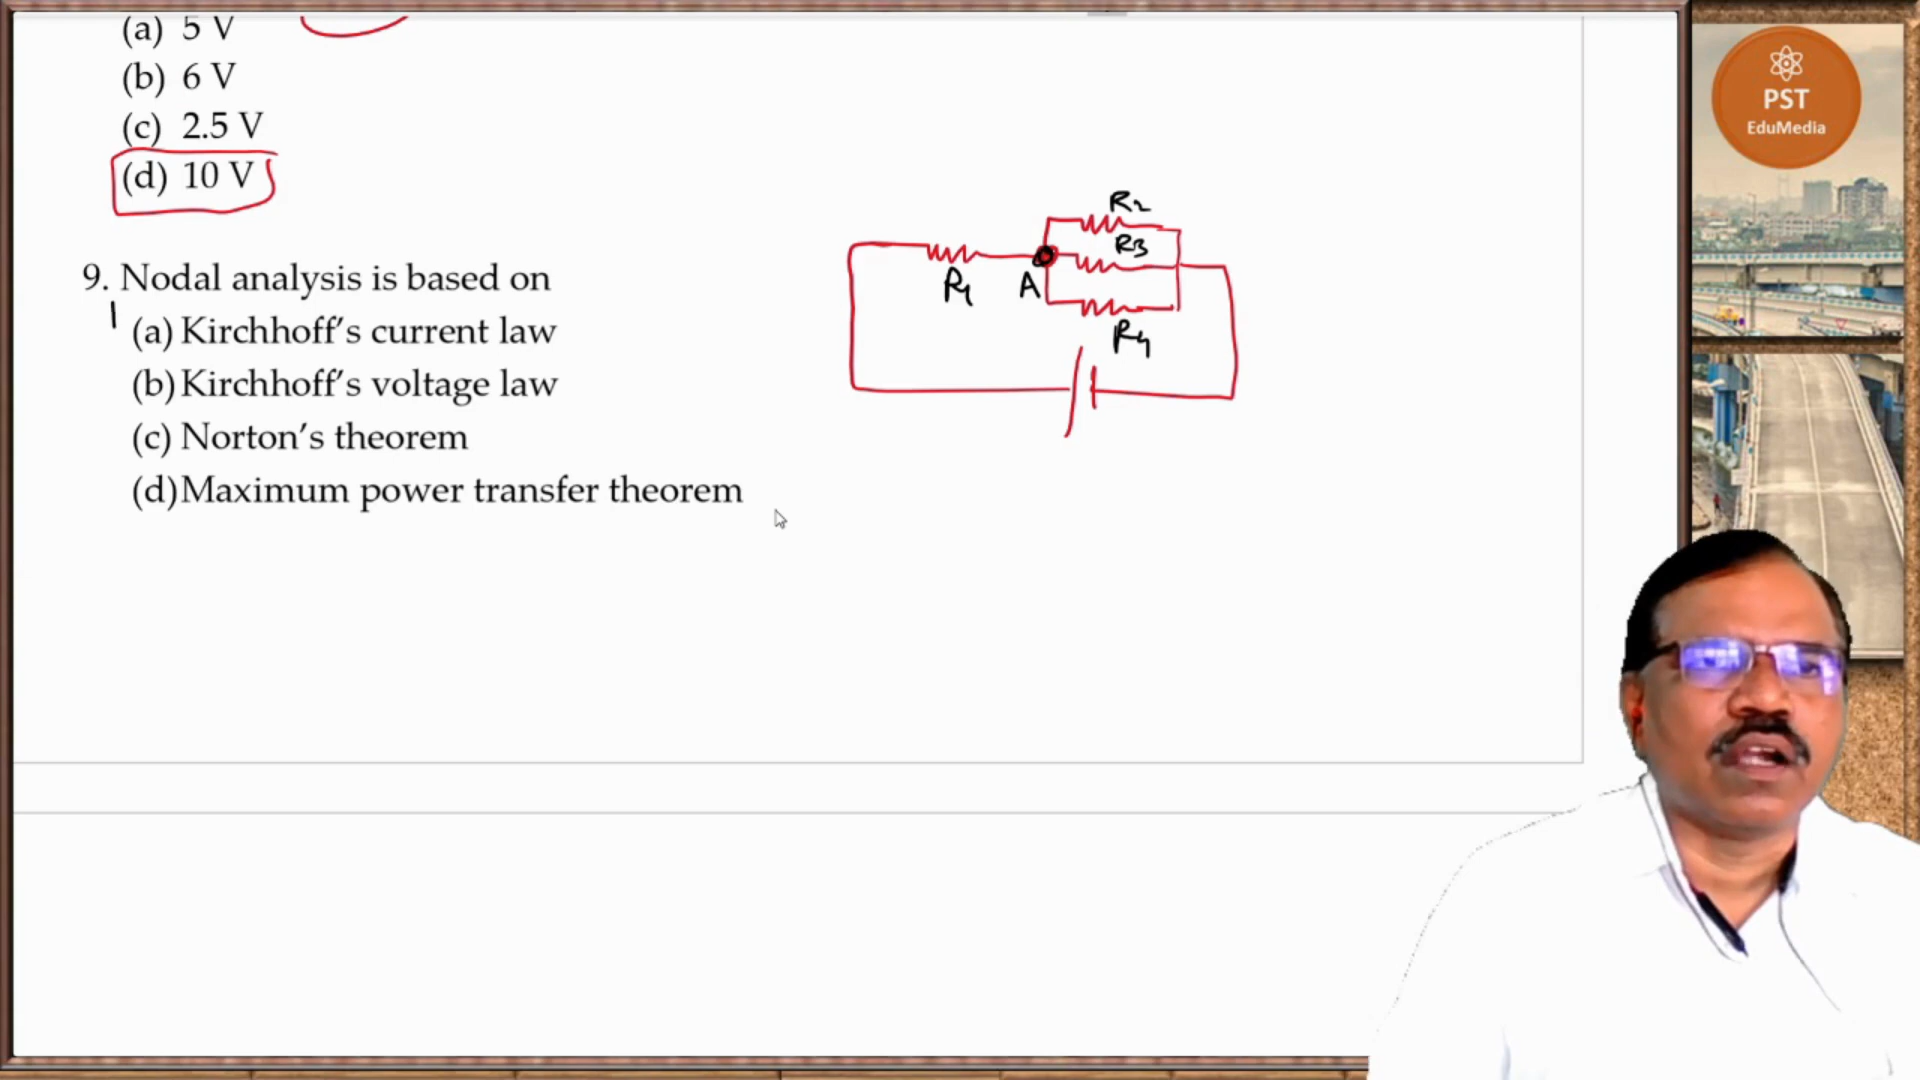 (a) 5 V
(b) 6 V
(c) 2.5 V
(d) 10 V
9. Nodal analysis is based on
(a) Kirchhoff's current law
(b) Kirchhoff's voltage law
(c) Norton's theorem
(d) Maximum power transfer theorem
R2
R3
R1
A
R4
PST
EduMedia